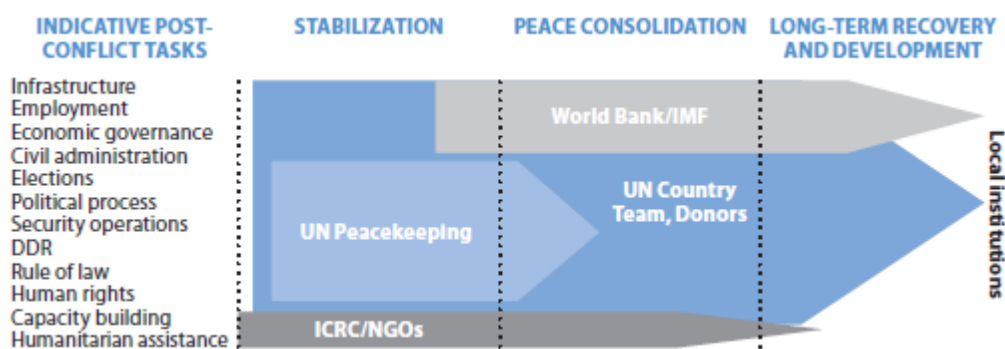 INDICATIVE POST-
CONFLICT TASKS
STABILIZATION
PEACE CONSOLIDATION
LONG-TERM RECOVERY
AND DEVELOPMENT
Infrastructure
Employment
Economic governance
Civil administration
Elections
Political process
Security operations
DDR
Rule of law
Human rights
Capacity building
Humanitarian assistance
World Bank/IMF
UN Peacekeeping
UN Country
Team, Donors
ICRC/NGOs
Local institutions